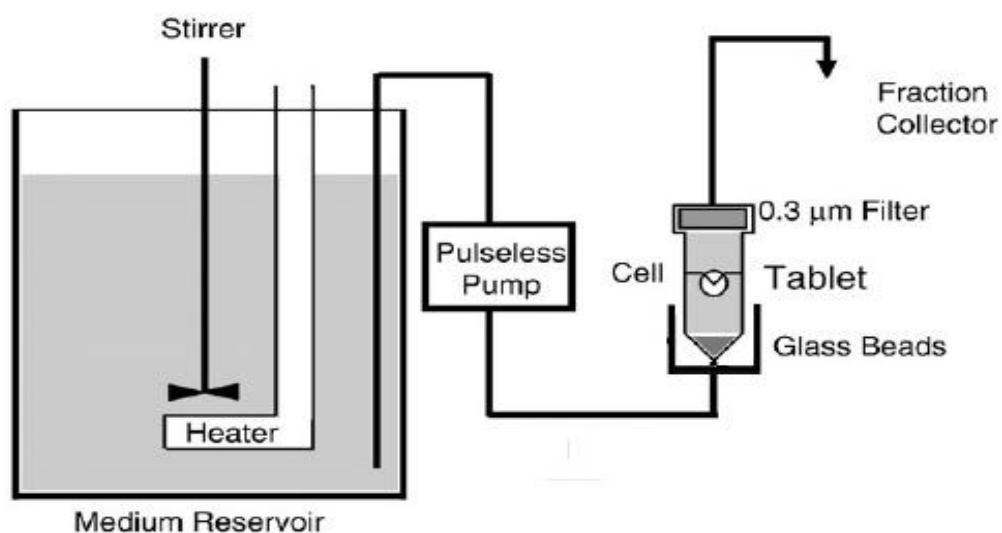 Stirrer
Fraction
Collector
0.3 μm Filter
Pulseless
Pump
Cell
Tablet
Glass Beads
Heater
Medium Reservoir